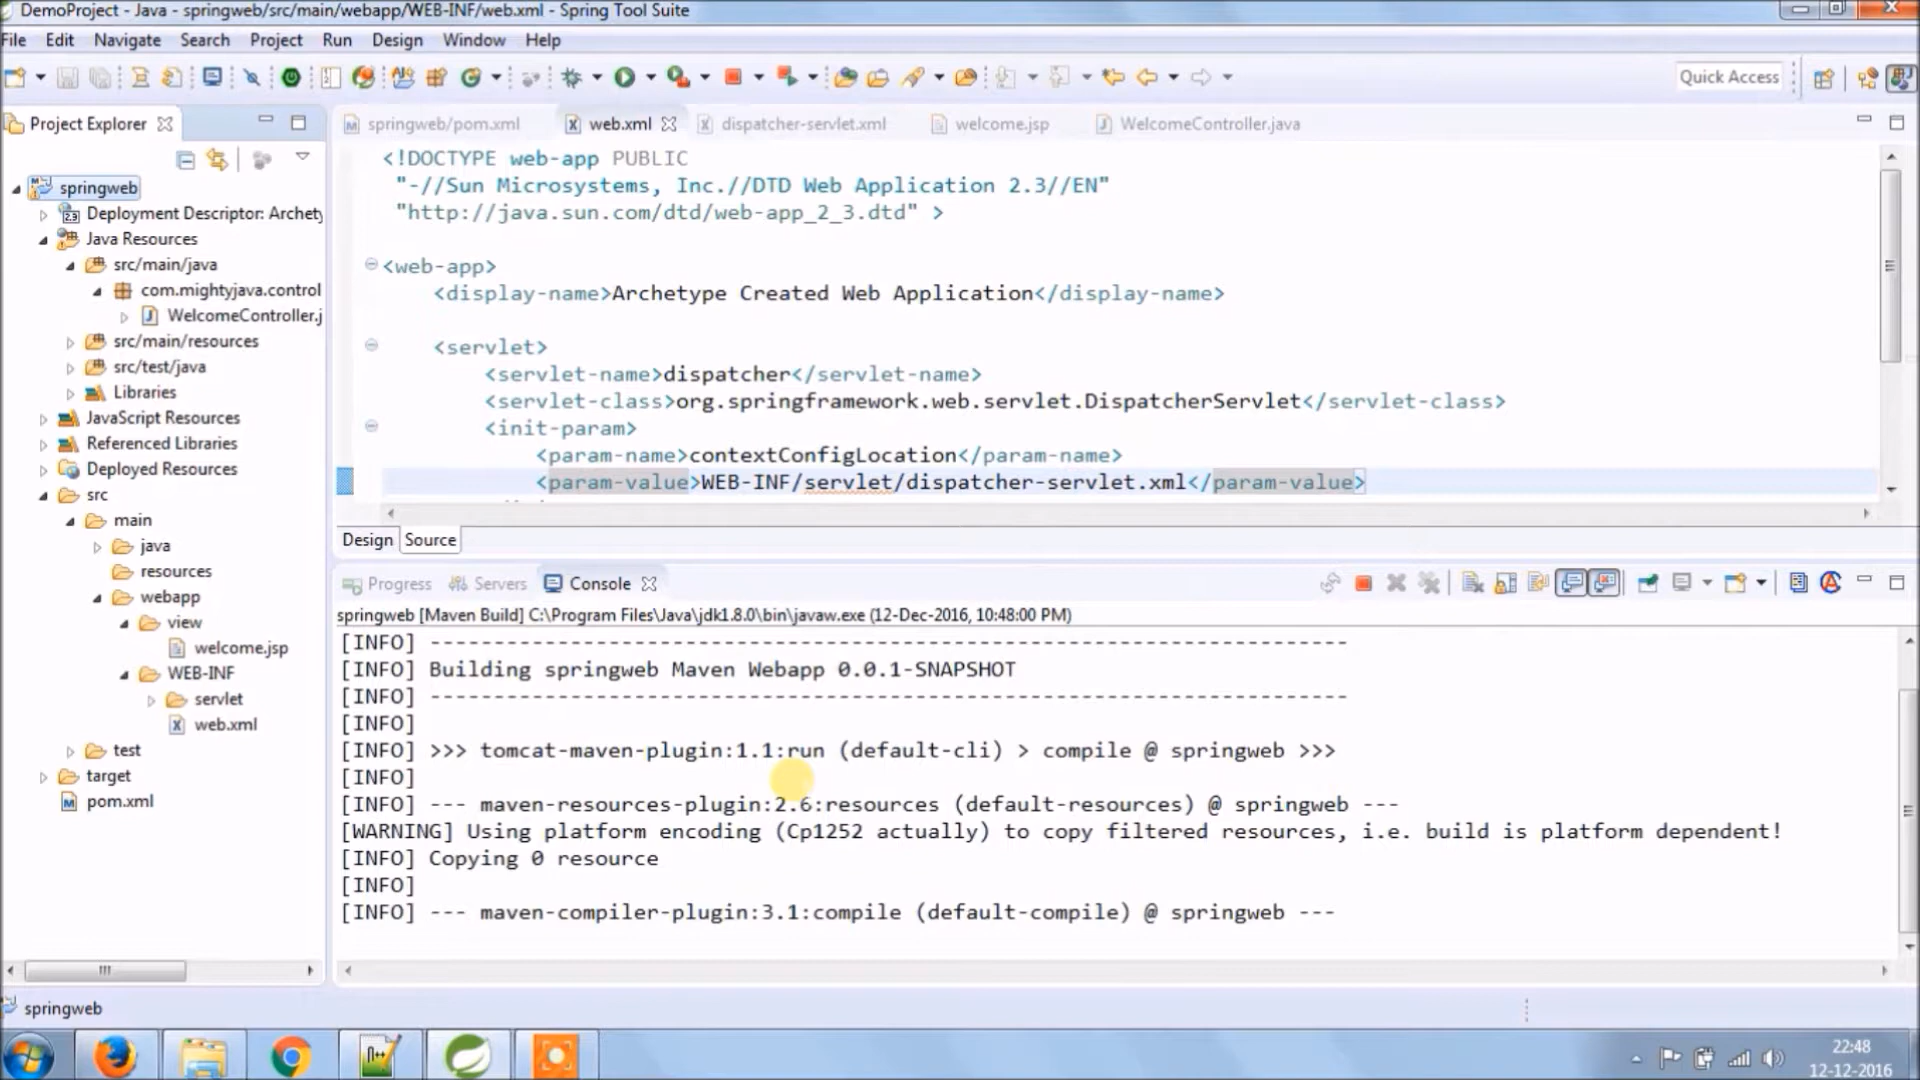 DemoProject - Java - springweb/src/main/webapp/WEB-INF/web.xml - Spring Tool Suite
File Edit Navigate Search Project Run Design Window Help
Quick Access
Project Explorer
springweb/pom.xml web.xml dispatcher-servlet.xml welcome.jsp WelcomeController.java
springweb
Deployment Descriptor: Archety
Java Resources
src/main/java
com.mightyjava.control
WelcomeController.j
src/main/resources
src/test/java
Libraries
JavaScript Resources
Referenced Libraries
Deployed Resources
src
main
java
resources
webapp
view
welcome.jsp
WEB-INF
servlet
web.xml
test
target
pom.xml
<!DOCTYPE web-app PUBLIC
"-//Sun Microsystems, Inc.//DTD Web Application 2.3//EN"
"http://java.sun.com/dtd/web-app_2_3.dtd" >
<web-app>
<display-name>Archetype Created Web Application</display-name>
<servlet>
<servlet-name>dispatcher</servlet-name>
<servlet-class>org.springframework.web.servlet.DispatcherServlet</servlet-class>
<init-param>
<param-name>contextConfigLocation</param-name>
<param-value>WEB-INF/servlet/dispatcher-servlet.xml</param-value>
Design Source
Progress Servers Console
springweb [Maven Build] C:\Program Files\Java\jdk1.8.0\bin\javaw.exe (12-Dec-2016, 10:48:00 PM)
[INFO] ------------------------------------------------------------------------
[INFO] Building springweb Maven Webapp 0.0.1-SNAPSHOT
[INFO] ------------------------------------------------------------------------
[INFO]
[INFO] >>> tomcat-maven-plugin:1.1:run (default-cli) > compile @ springweb >>>
[INFO]
[INFO] --- maven-resources-plugin:2.6:resources (default-resources) @ springweb ---
[WARNING] Using platform encoding (Cp1252 actually) to copy filtered resources, i.e. build is platform dependent!
[INFO] Copying 0 resource
[INFO]
[INFO] --- maven-compiler-plugin:3.1:compile (default-compile) @ springweb ---
springweb
22:48
12-12-2016